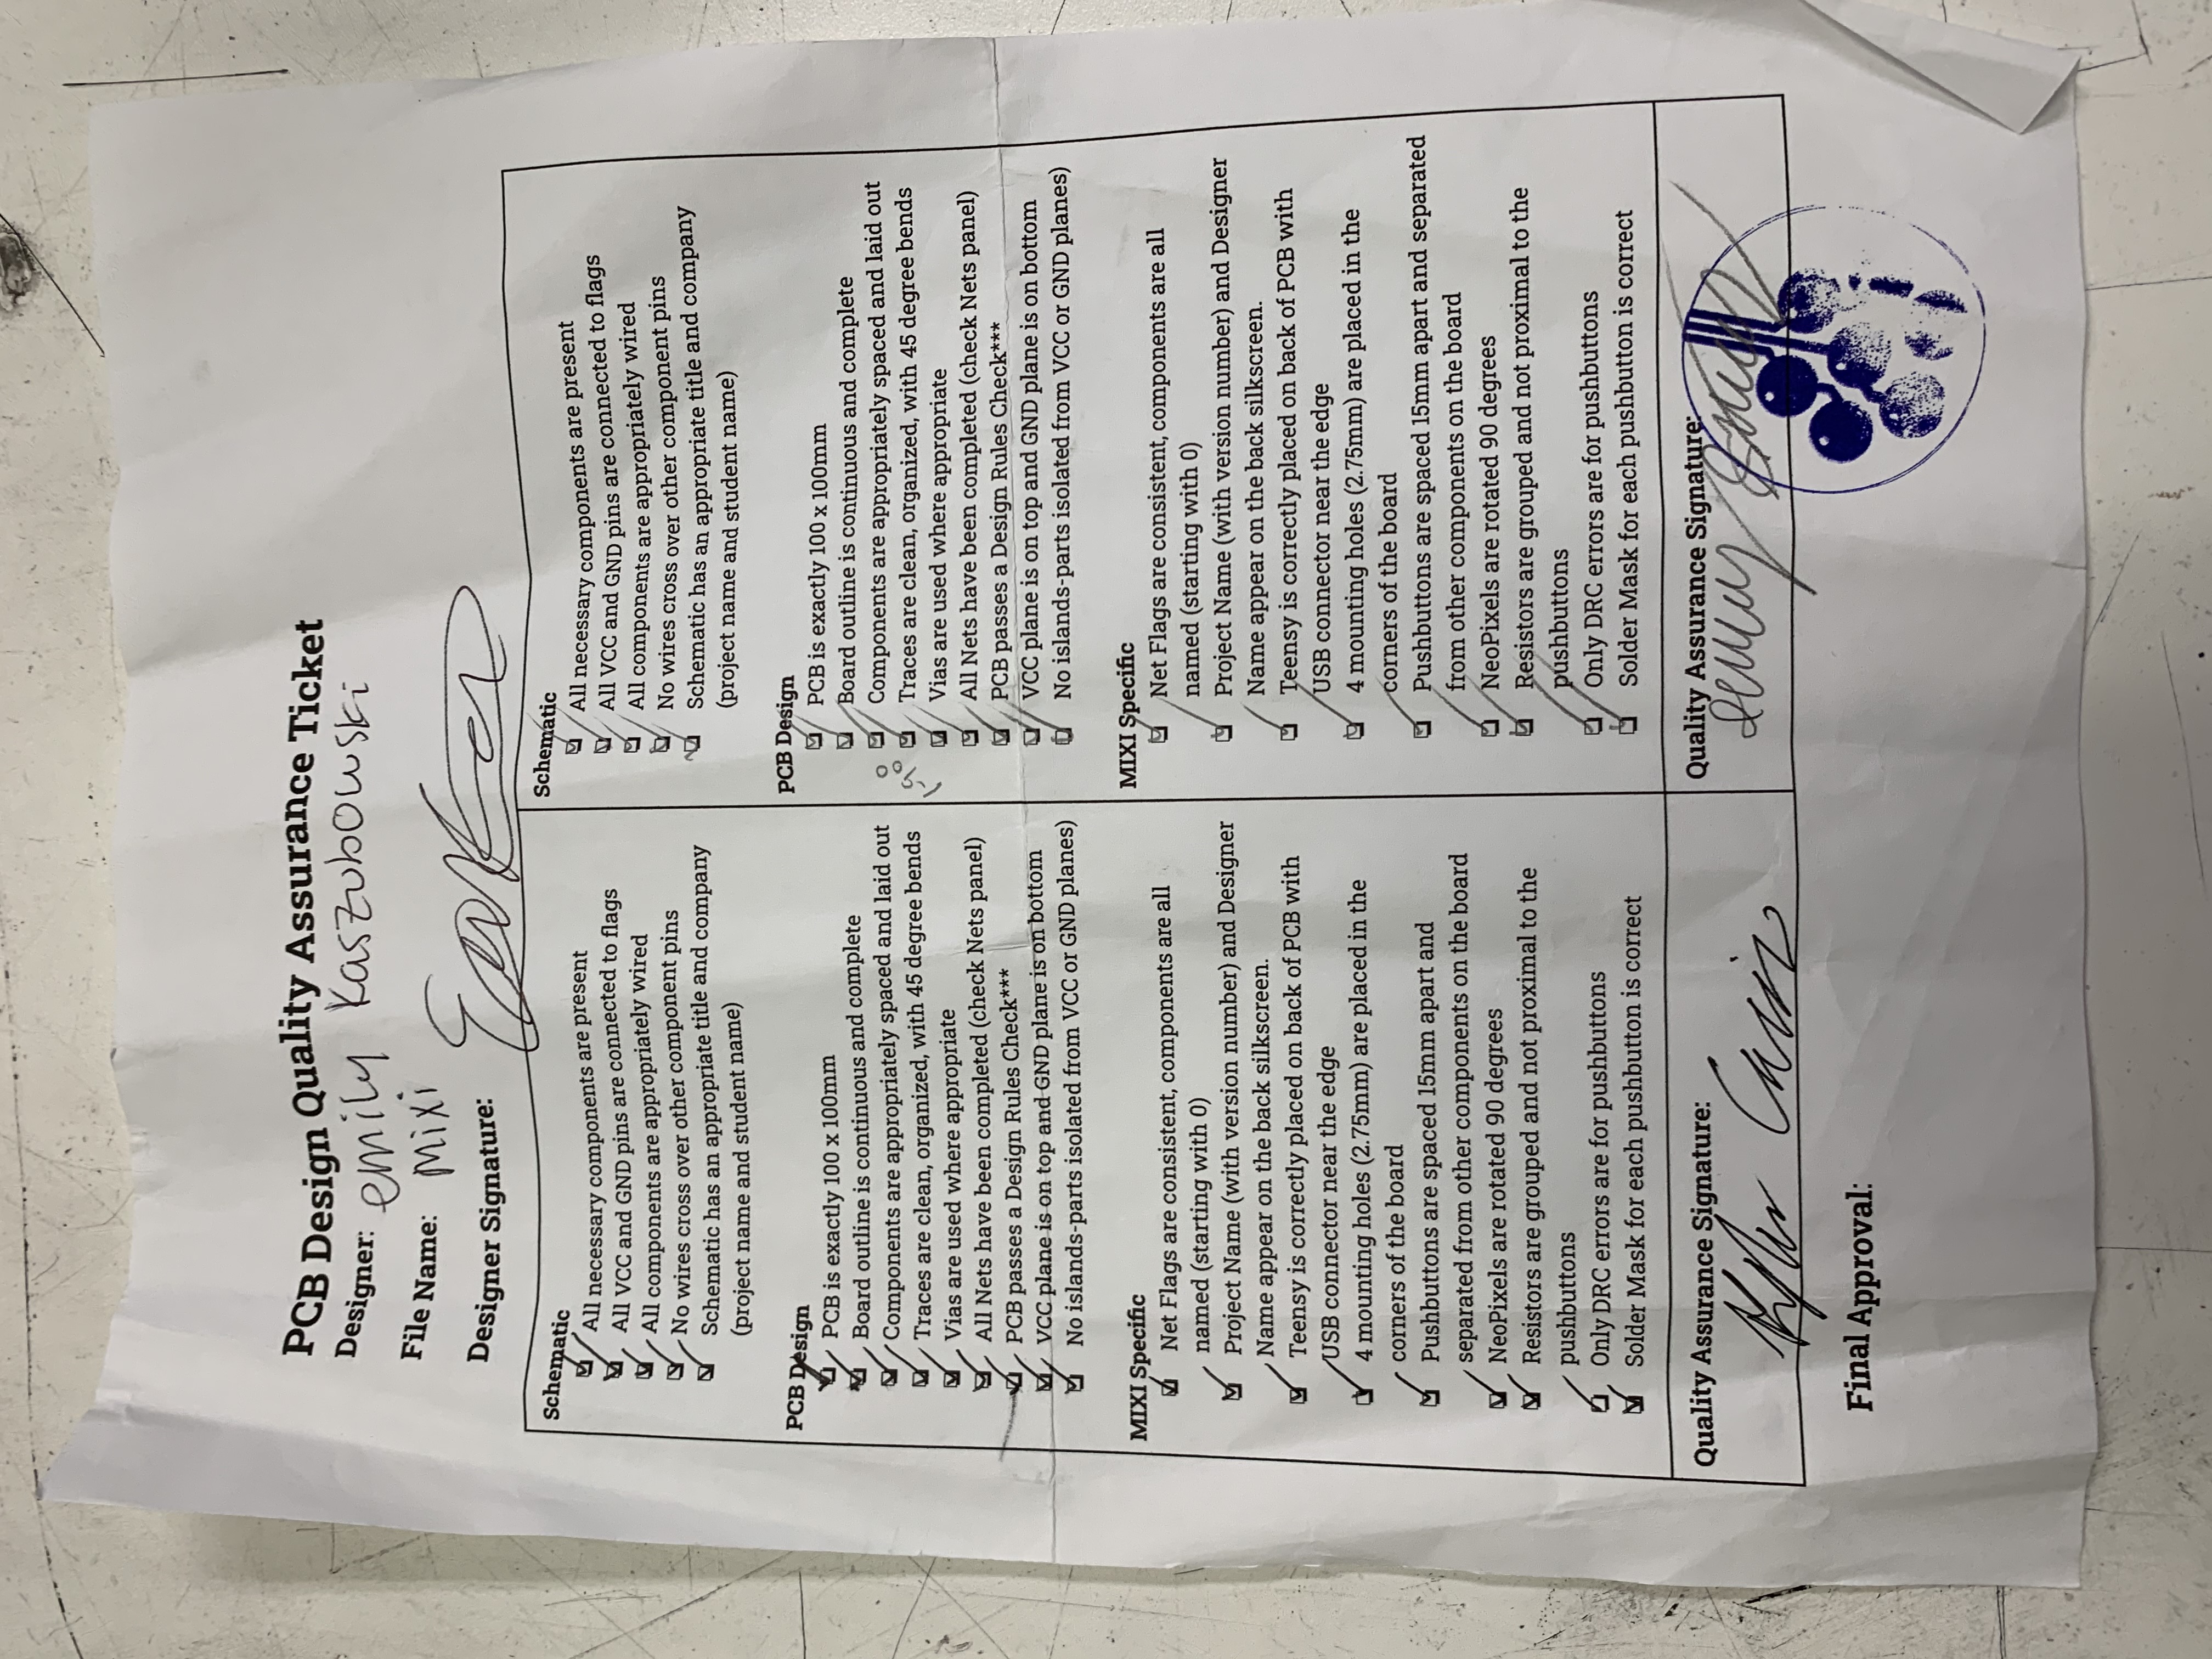 PCB Design Quality Assurance Ticket
Designer: emily Kaszubowski
File Name: Mixi
Designer Signature:
Schematic
All necessary components are present
All VCC and GND pins are connected to flags
All components are appropriately wired
No wires cross over other component pins
Schematic has an appropriate title and company
(project name and student name)
PCB Design
PCB is exactly 100 x 100mm
Board outline is continuous and complete
Components are appropriately spaced and laid out
Traces are clean, organized, with 45 degree bends
Vias are used where appropriate
All Nets have been completed (check Nets panel)
PCB passes a Design Rules Check***
VCC plane is on top and GND plane is on bottom
No islands-parts isolated from VCC or GND planes)
MIXI Specific
Net Flags are consistent, components are all
named (starting with 0)
Project Name (with version number) and Designer
Name appear on the back silkscreen.
Teensy is correctly placed on back of PCB with
USB connector near the edge
4 mounting holes (2.75mm) are placed in the
corners of the board
Pushbuttons are spaced 15mm apart and
separated from other components on the board
NeoPixels are rotated 90 degrees
Resistors are grouped and not proximal to the
pushbuttons
Only DRC errors are for pushbuttons
Solder Mask for each pushbutton is correct
Quality Assurance Signature:
Schematic
All necessary components are present
All VCC and GND pins are connected to flags
All components are appropriately wired
No wires cross over other component pins
Schematic has an appropriate title and company
(project name and student name)
PCB Design
PCB is exactly 100 x 100mm
Board outline is continuous and complete
Components are appropriately spaced and laid out
Traces are clean, organized, with 45 degree bends
Vias are used where appropriate
All Nets have been completed (check Nets panel)
PCB passes a Design Rules Check***
VCC plane is on top and GND plane is on bottom
No islands-parts isolated from VCC or GND planes)
MIXI Specific
Net Flags are consistent, components are all
named (starting with 0)
Project Name (with version number) and Designer
Name appear on the back silkscreen.
Teensy is correctly placed on back of PCB with
USB connector near the edge
4 mounting holes (2.75mm) are placed in the
corners of the board
Pushbuttons are spaced 15mm apart and separated
from other components on the board
NeoPixels are rotated 90 degrees
Resistors are grouped and not proximal to the
pushbuttons
Only DRC errors are for pushbuttons
Solder Mask for each pushbutton is correct
Quality Assurance Signature:
Final Approval: